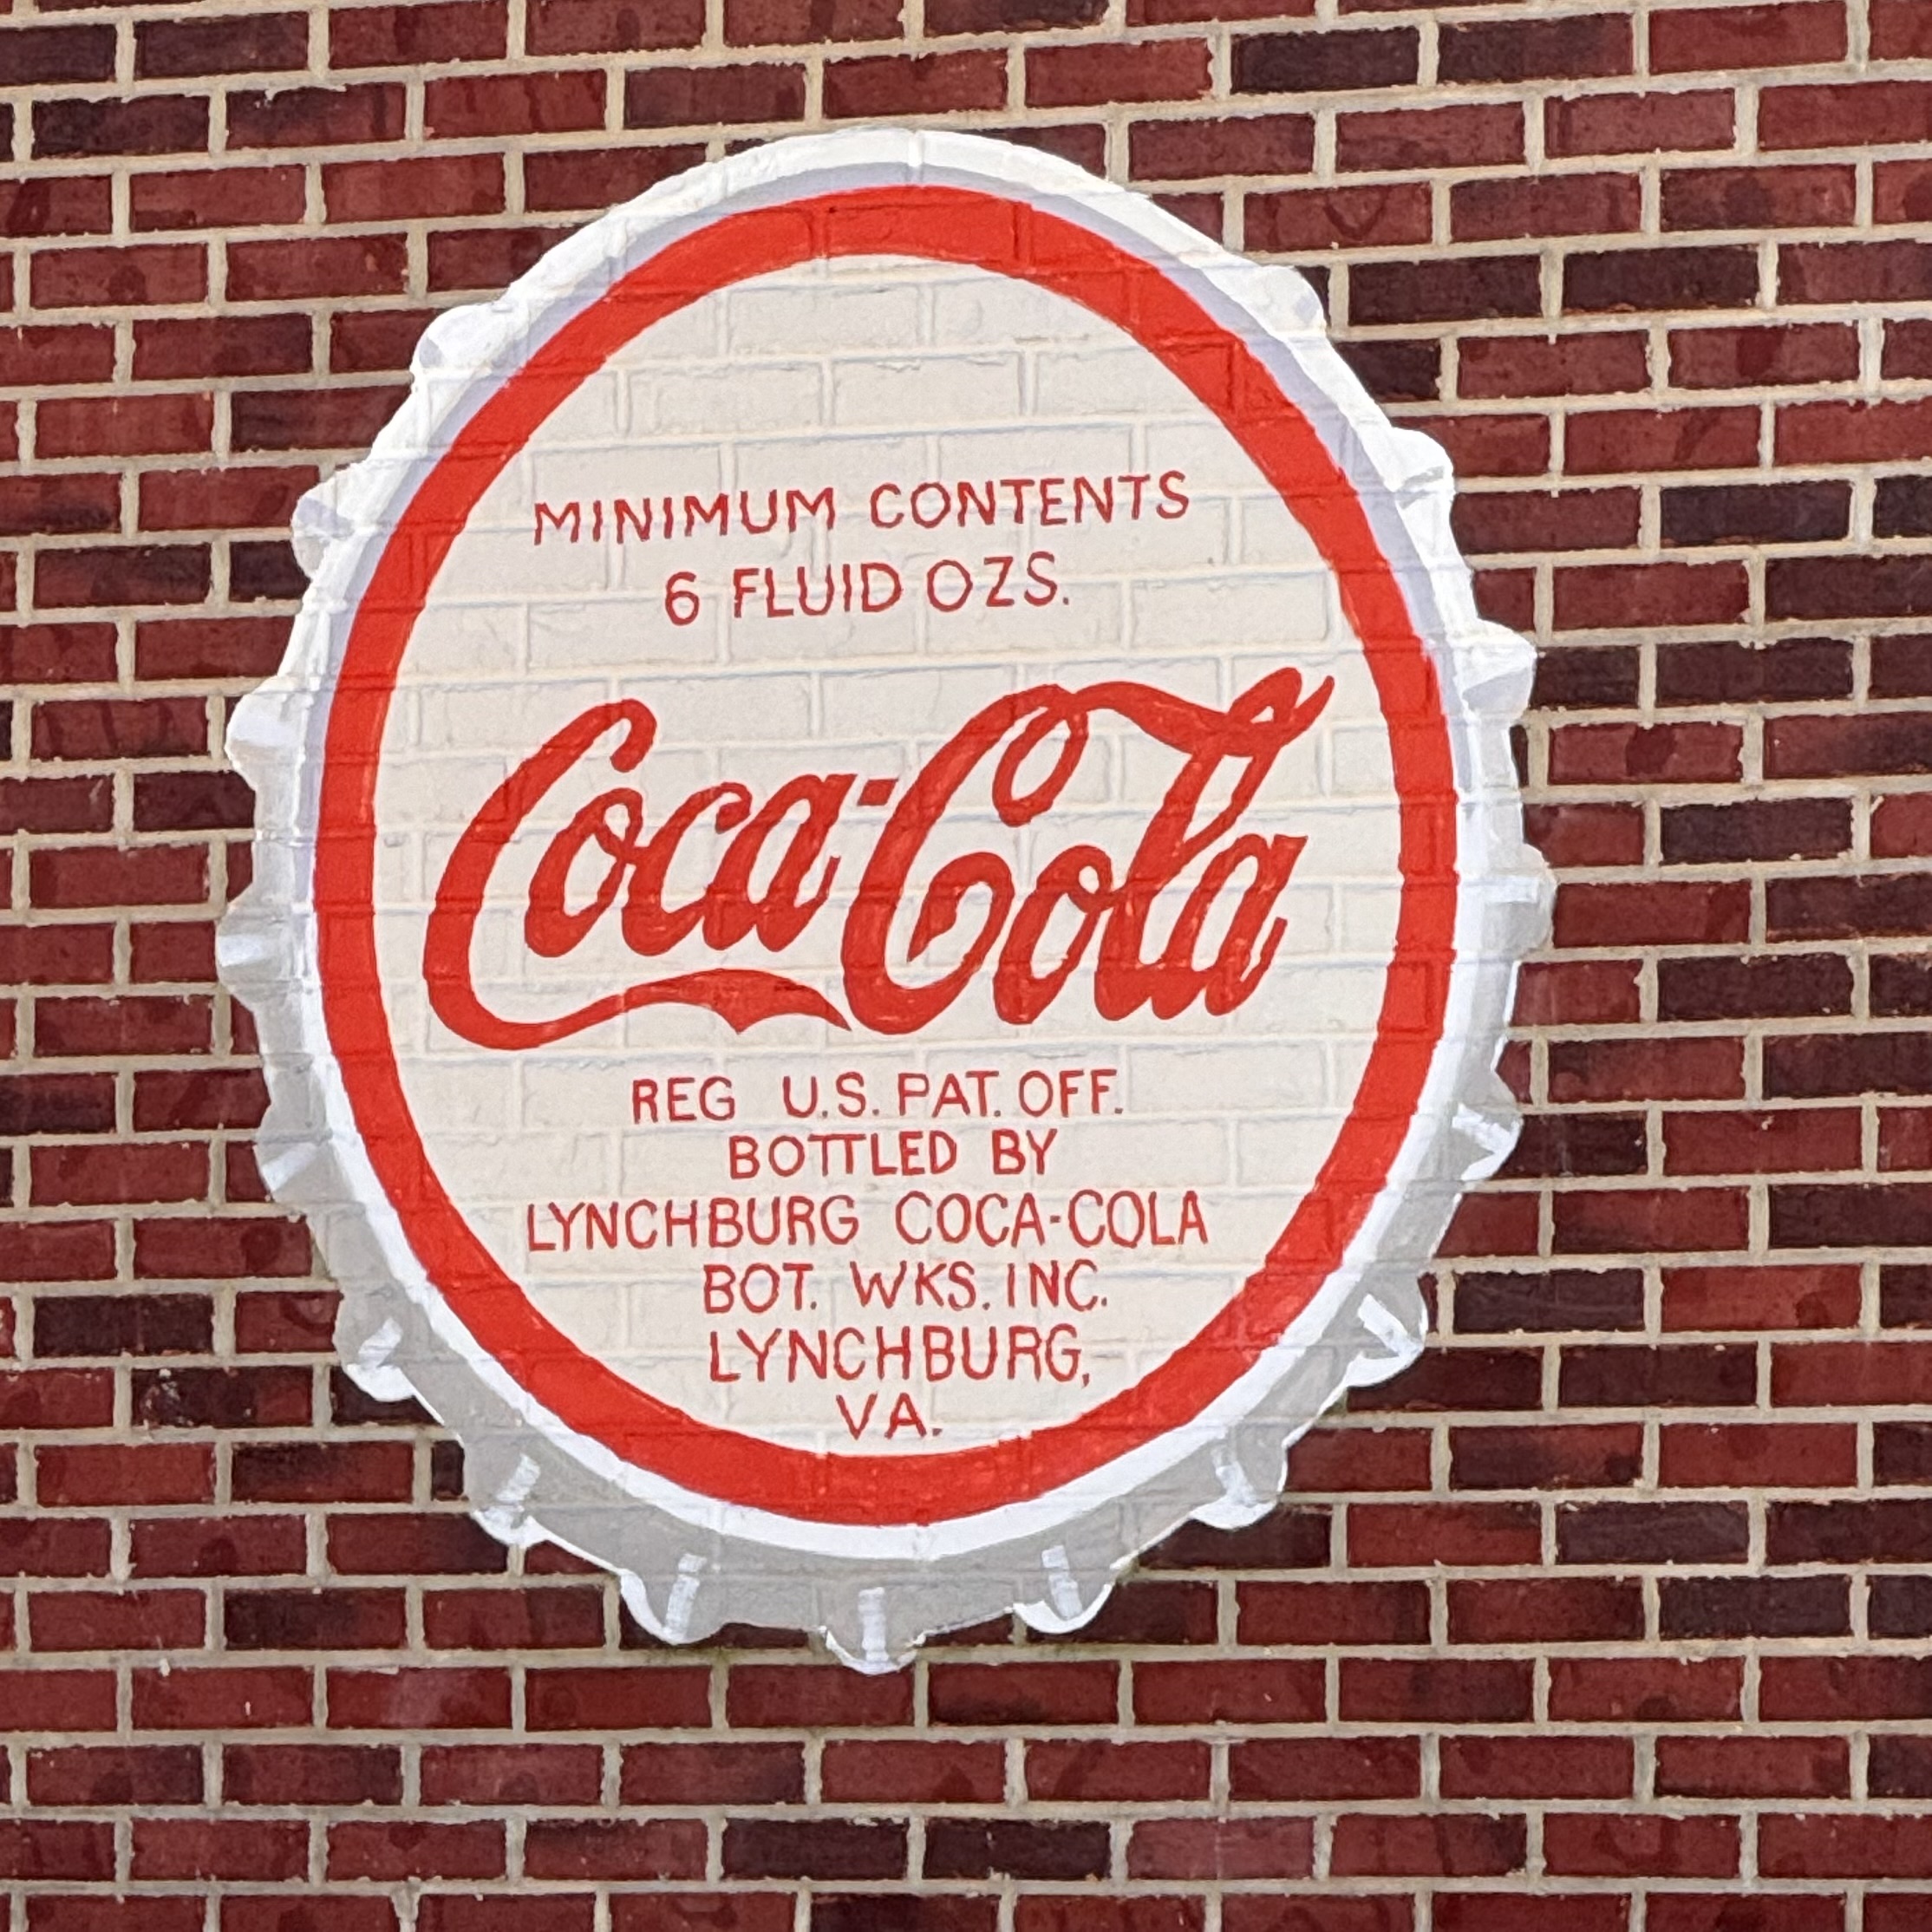 MINIMUM CONTENTS
6 FLUID OZS.
Coca-Cola
REG U.S. PAT. OFF.
BOTTLED BY
LYNCHBURG COCA-COLA
BOT. WKS. INC.
LYNCHBURG,
VA.